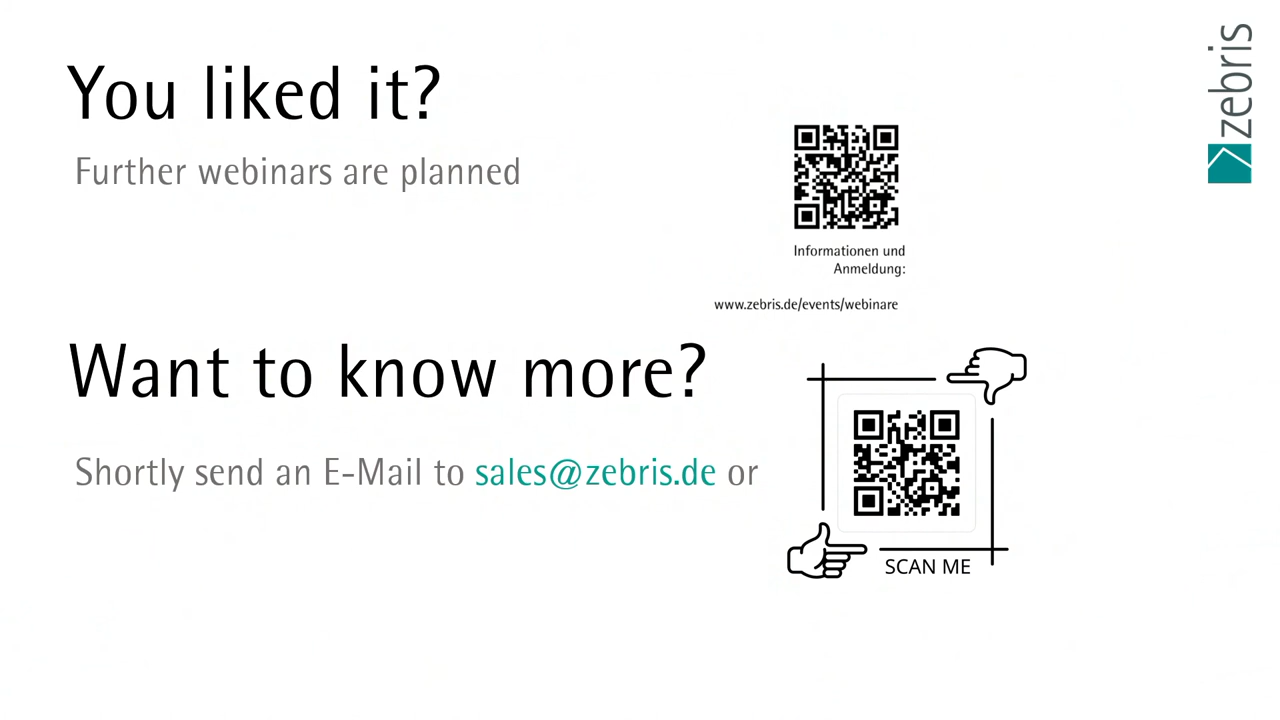 You liked it?
Further webinars are planned
Informationen und
Anmeldung:
www.zebris.de/events/webinare
Want to know more?
Shortly send an E-Mail to sales@zebris.de or
SCAN ME
zebris